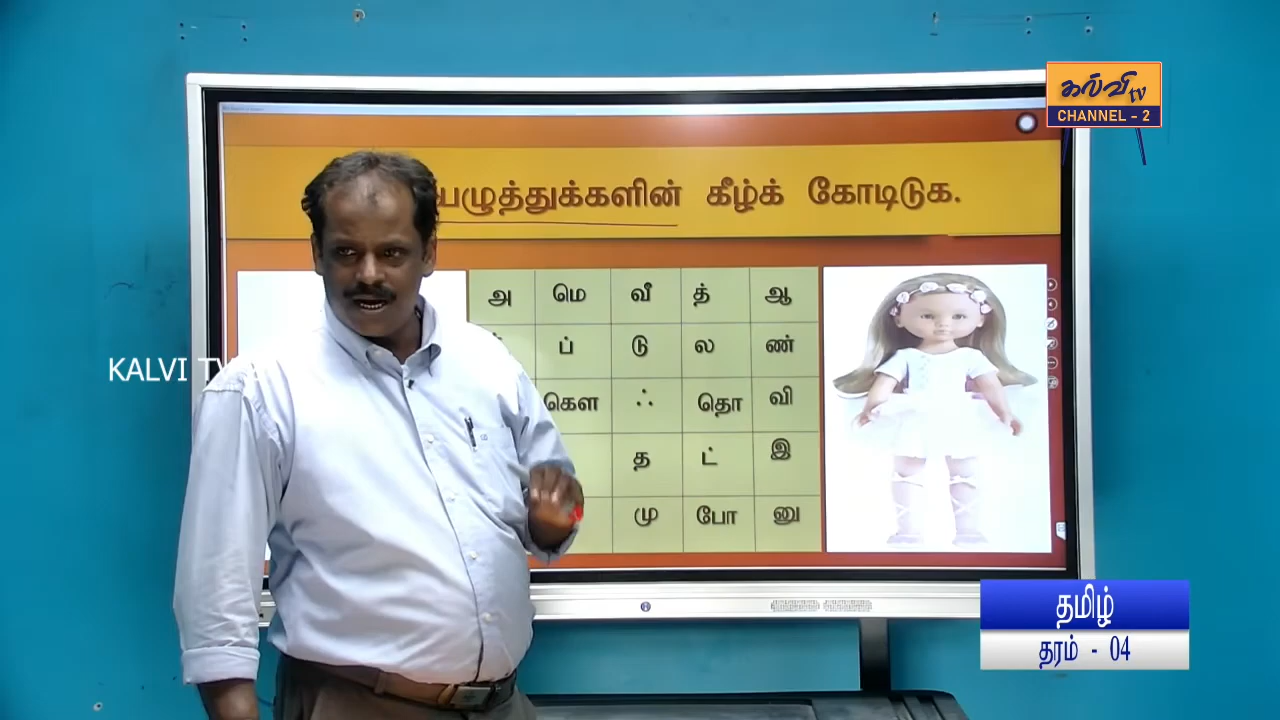 கல்வி TV
CHANNEL - 2
யெழுத்துக்களின் கீழ்க் கோடிடுக.
அ மெ வீ த் ஆ
ப் டு ல ண்
KALVI TV
கௌ ஃ தொ வி
த ட் இ
மு போ னு
தமிழ்
தரம் - 04